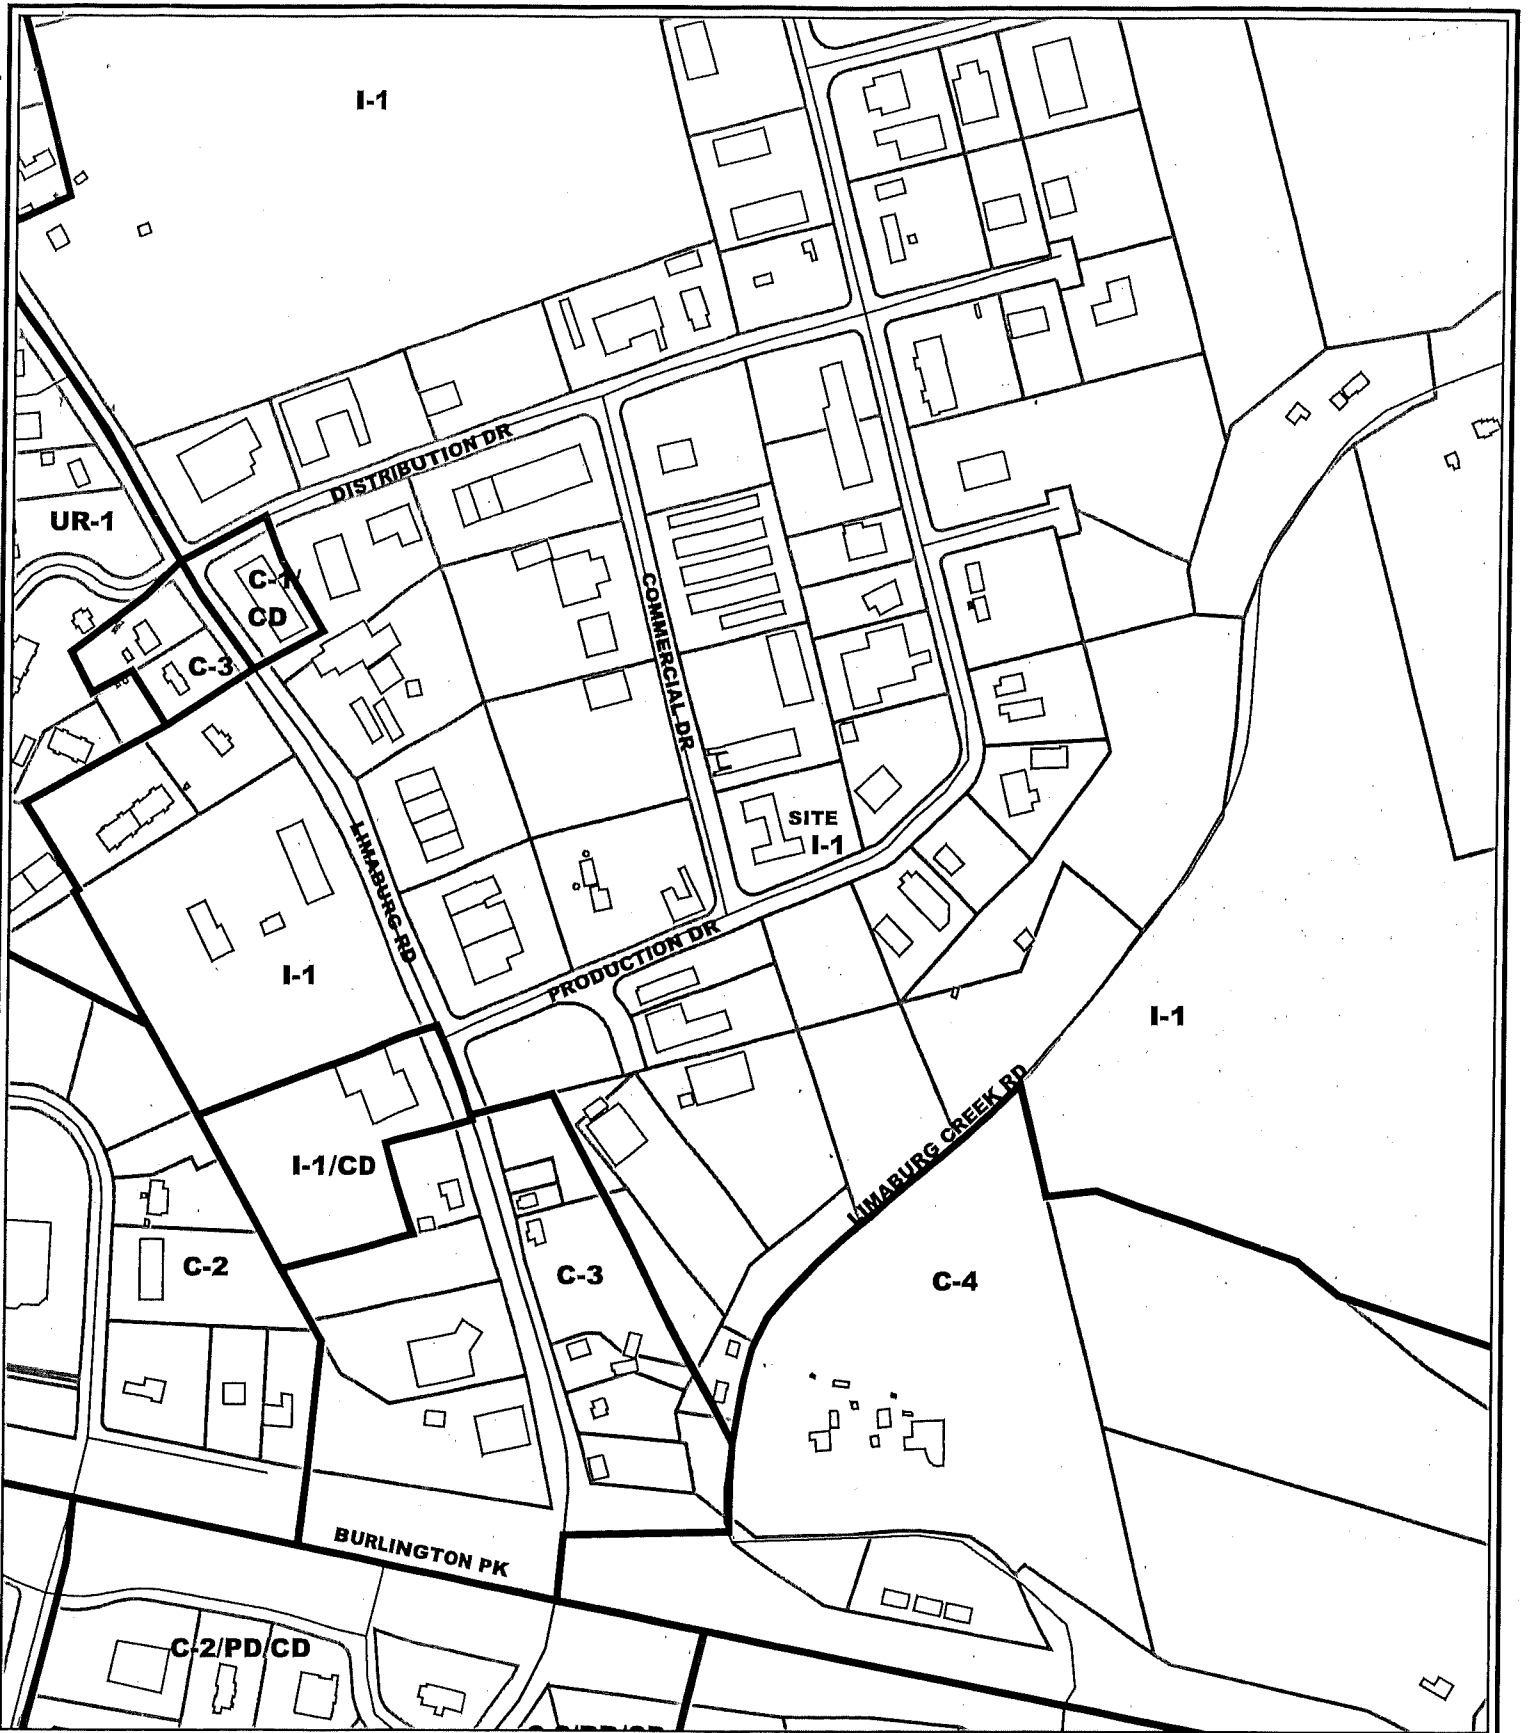 I-1
DISTRIBUTION DR
UR-1
C-1/
CD
COMMERCIAL DR
C-3
SITE
I-1
LIMABURG RD
PRODUCTION DR
I-1
I-1
LIMABURG CREEK RD
I-1/CD
C-2
C-3
C-4
BURLINGTON PK
C-2/PD/CD